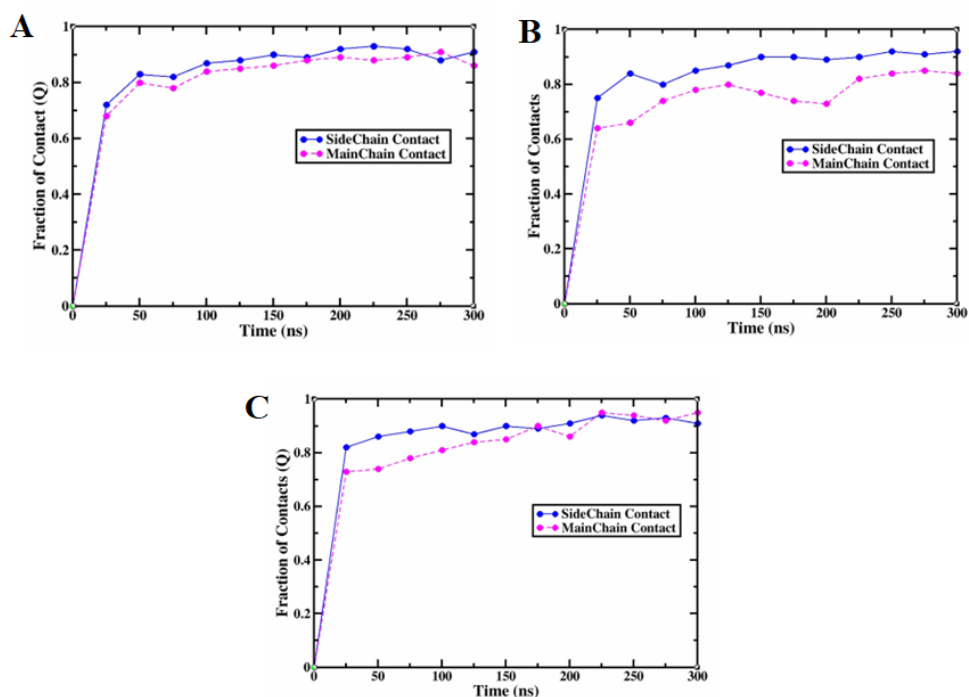 A
Fraction of Contact (Q)
1
0.8
0.6
0.4
0.2
0
SideChain Contact
MainChain Contact
0 50 100 150 200 250 300
Time (ns)
B
Fraction of Contacts
1
0.8
0.6
0.4
0.2
0
SideChain Contact
MainChain Contact
0 50 100 150 200 250 300
Time (ns)
C
Fraction of Contacts (Q)
1
0.8
0.6
0.4
0.2
0
SideChain Contact
MainChain Contact
0 50 100 150 200 250 300
Time (ns)